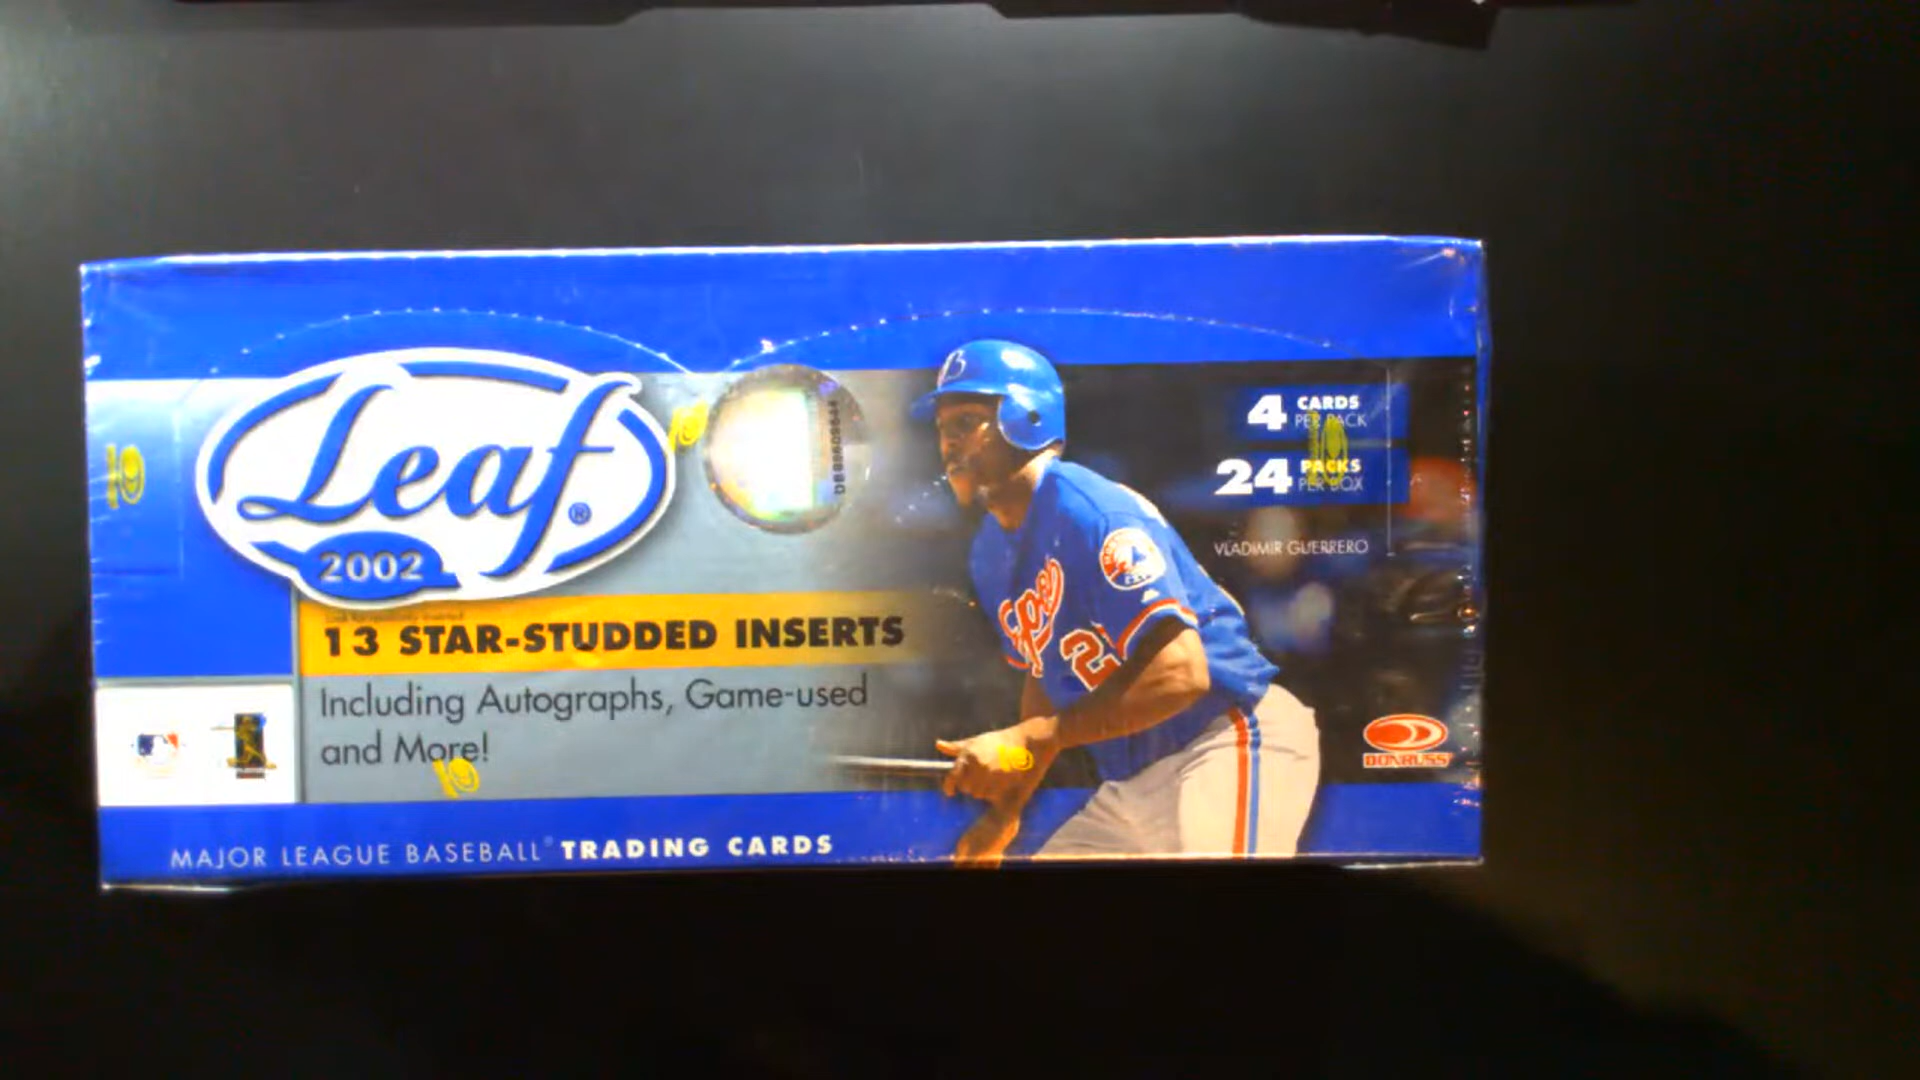 Leaf®
2002
4 CARDS
PER PACK
24 PACKS
PER BOX
VLADIMIR GUERRERO
13 STAR-STUDDED INSERTS
Including Autographs, Game-used
and More!
DONRUSS
MAJOR LEAGUE BASEBALL® TRADING CARDS